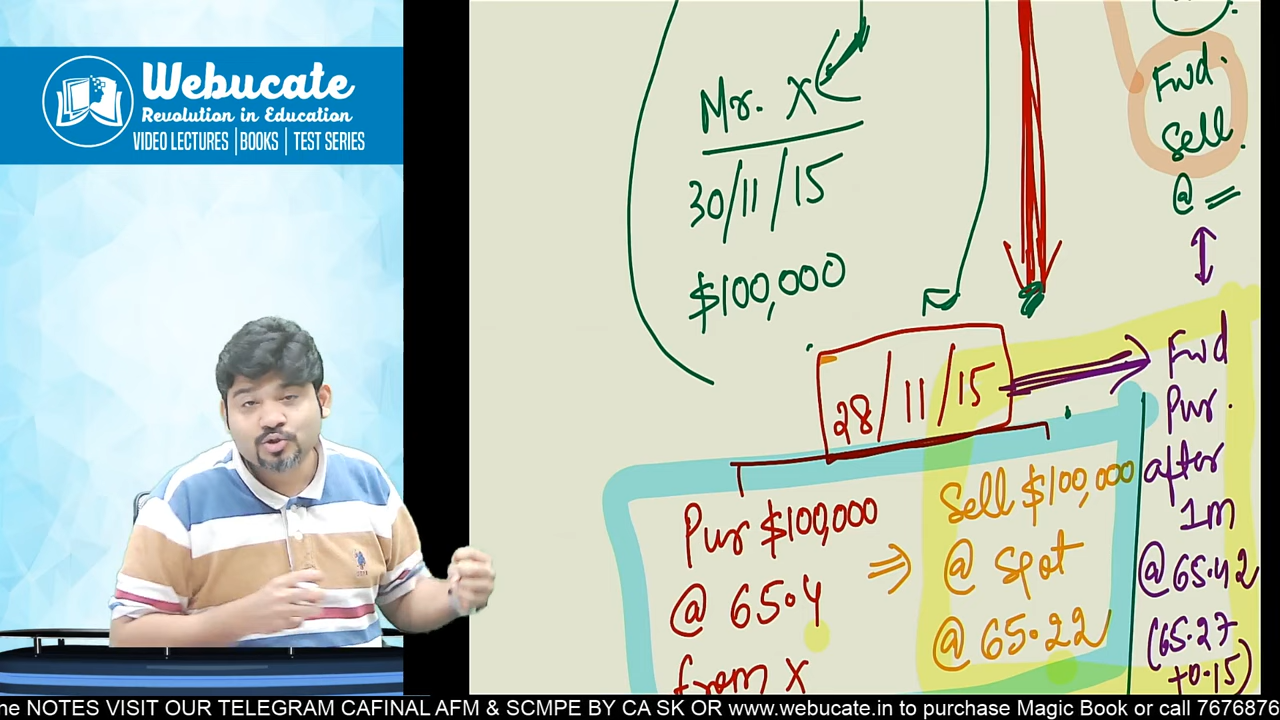 Webucate
Revolution in Education
VIDEO LECTURES | BOOKS | TEST SERIES
Mr. X
30/11/15
$100,000
Fwd.
Sell.
@ =
28/11/15
Fwd
Pur.
after
1m
@ 65.42
(65.27
+0.15)
Pur $100,000
@ 65.4
from X
⇒
Sell $100,000
@ Spot
@ 65.22
he NOTES VISIT OUR TELEGRAM CAFINAL AFM & SCMPE BY CA SK OR www.webucate.in to purchase Magic Book or call 7676876